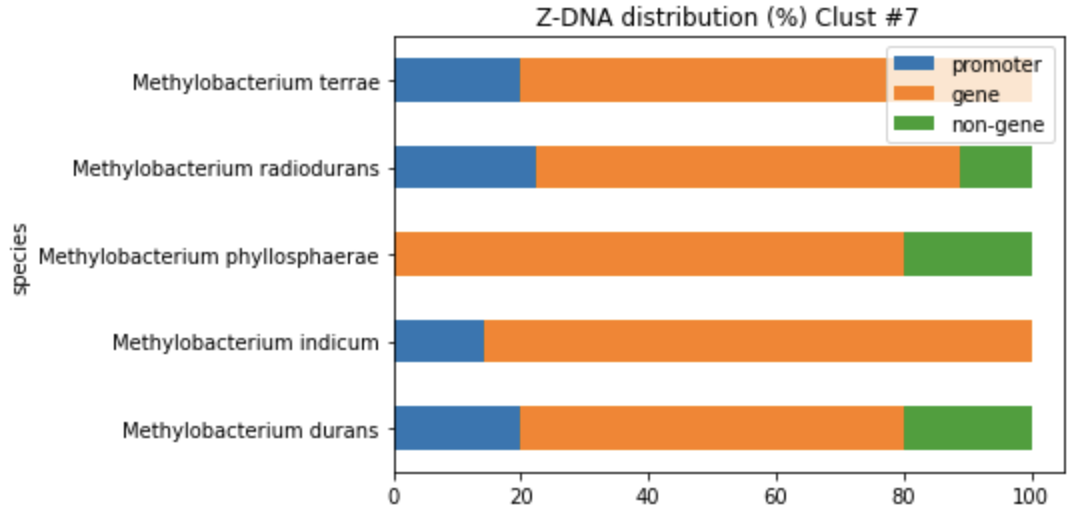 Z-DNA distribution (%) Clust #7
promoter
gene
non-gene
species
Methylobacterium terrae
Methylobacterium radiodurans
Methylobacterium phyllosphaerae
Methylobacterium indicum
Methylobacterium durans
0 20 40 60 80 100